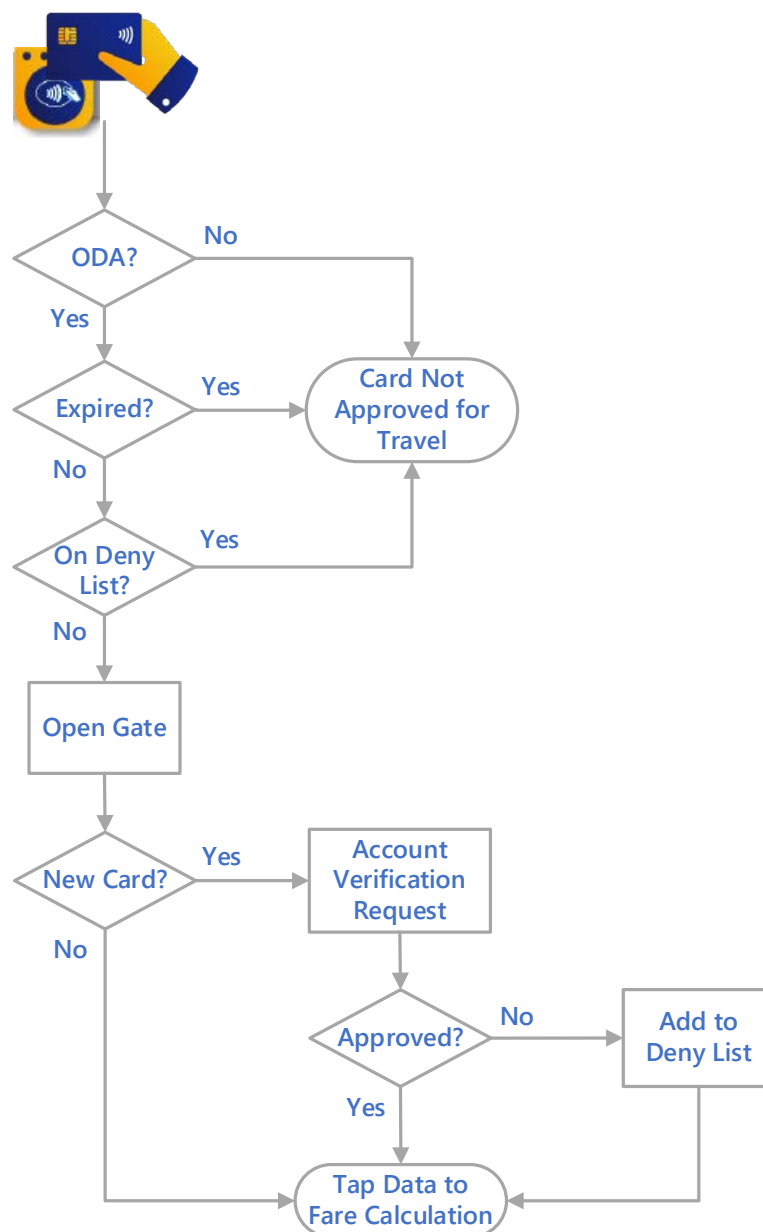 ODA?
No
Yes
Expired?
Yes
Card Not
Approved for
Travel
No
On Deny
List?
Yes
No
Open Gate
New Card?
Yes
Account
Verification
Request
No
Approved?
No
Add to
Deny List
Yes
Tap Data to
Fare Calculation